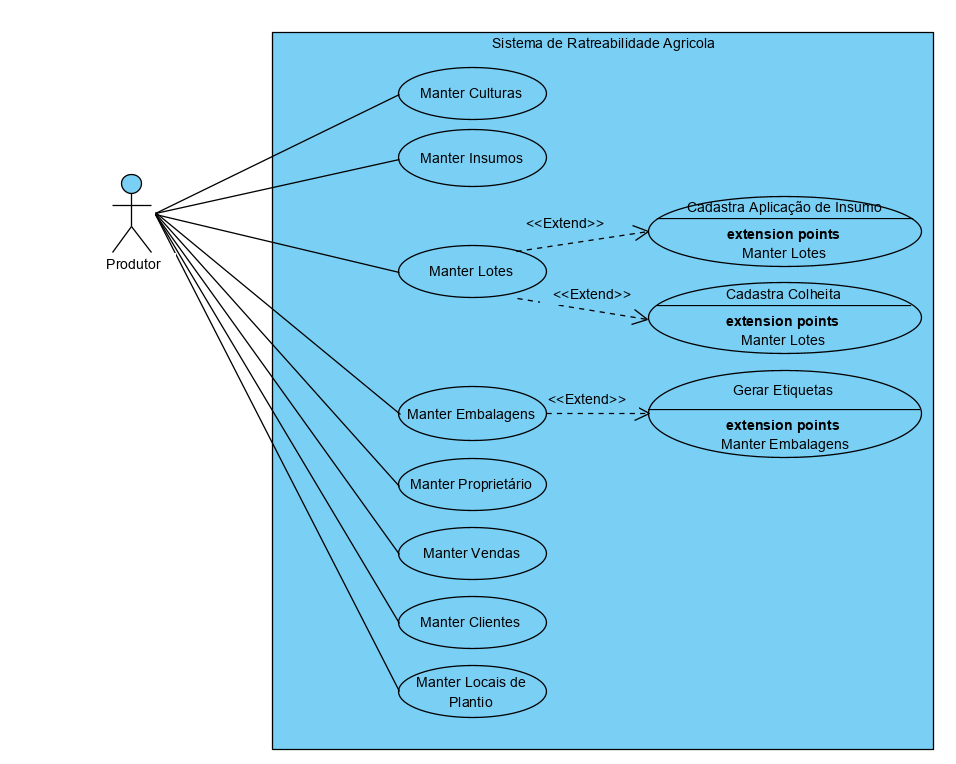 Sistema de Ratreabilidade Agricola
Manter Culturas
Manter Insumos
Produtor
Manter Lotes
<<Extend>>
Cadastra Aplicação de Insumo
extension points
Manter Lotes
<<Extend>>
Cadastra Colheita
extension points
Manter Lotes
Manter Embalagens
<<Extend>>
Gerar Etiquetas
extension points
Manter Embalagens
Manter Proprietário
Manter Vendas
Manter Clientes
Manter Locais de
Plantio